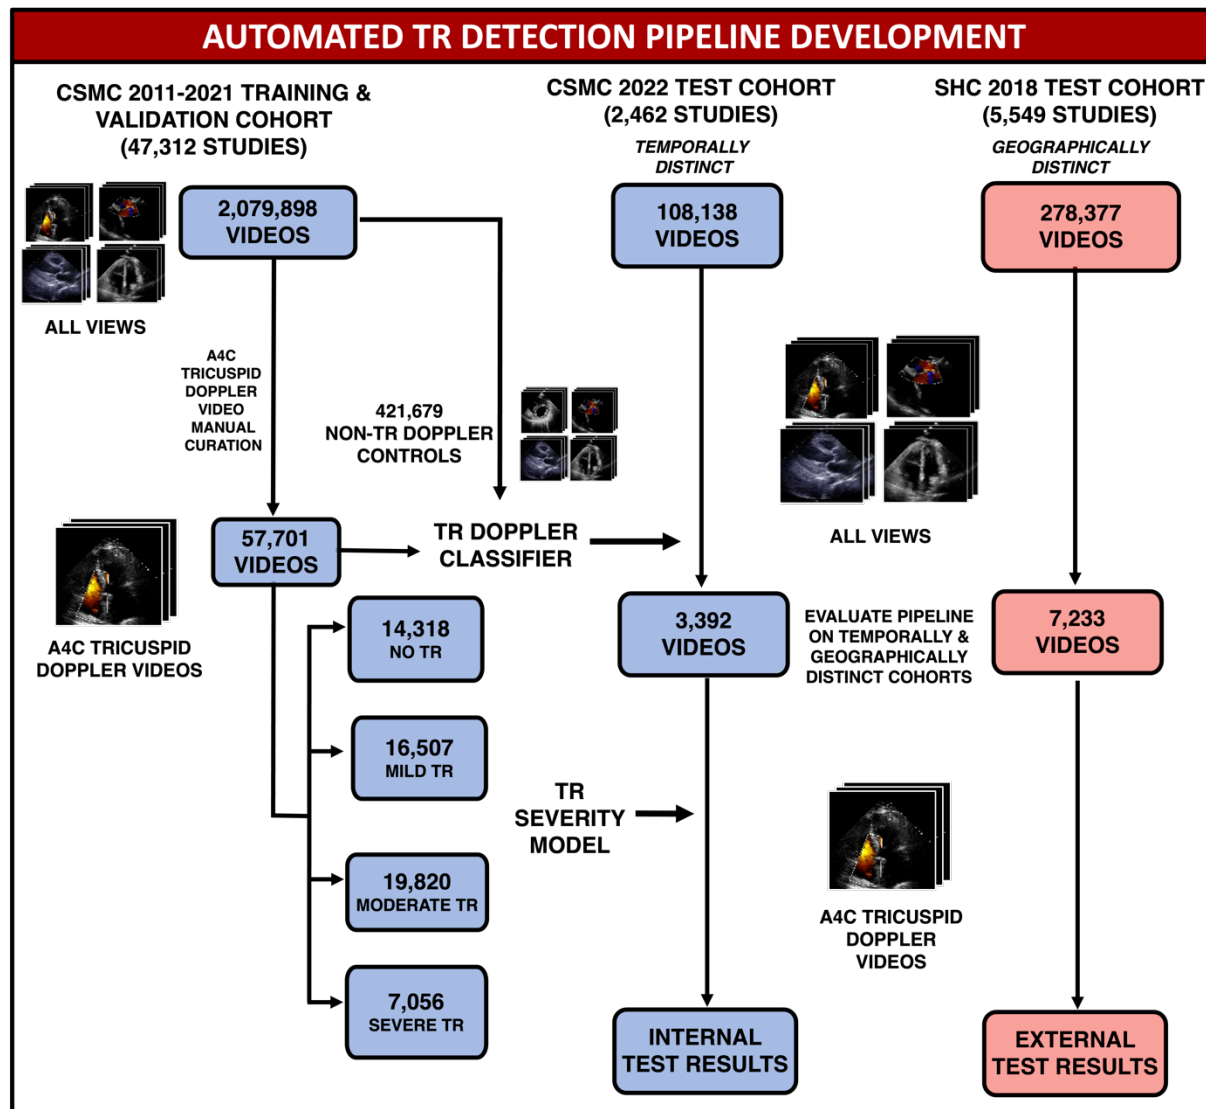 AUTOMATED TR DETECTION PIPELINE DEVELOPMENT
CSMC 2011-2021 TRAINING &
VALIDATION COHORT
(47,312 STUDIES)
2,079,898
VIDEOS
ALL VIEWS
A4C
TRICUSPID
DOPPLER
VIDEO
MANUAL
CURATION
421,679
NON-TR DOPPLER
CONTROLS
57,701
VIDEOS
A4C TRICUSPID
DOPPLER VIDEOS
TR DOPPLER
CLASSIFIER
14,318
NO TR
16,507
MILD TR
19,820
MODERATE TR
7,056
SEVERE TR
CSMC 2022 TEST COHORT
(2,462 STUDIES)
TEMPORALLY
DISTINCT
108,138
VIDEOS
3,392
VIDEOS
TR
SEVERITY
MODEL
INTERNAL
TEST RESULTS
SHC 2018 TEST COHORT
(5,549 STUDIES)
GEOGRAPHICALLY
DISTINCT
278,377
VIDEOS
ALL VIEWS
EVALUATE PIPELINE
ON TEMPORALLY &
GEOGRAPHICALLY
DISTINCT COHORTS
7,233
VIDEOS
A4C TRICUSPID
DOPPLER
VIDEOS
EXTERNAL
TEST RESULTS